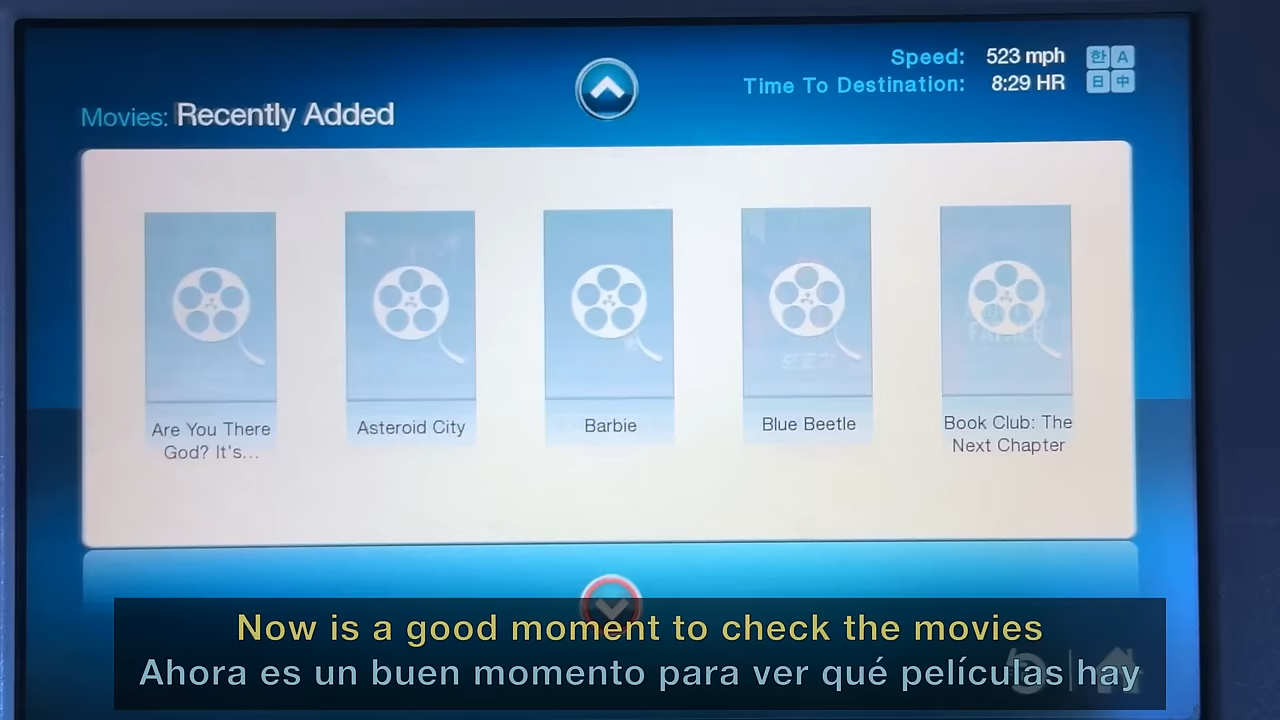 Speed: 523 mph
Time To Destination: 8:29 HR
한 A
日 中
Movies: Recently Added
Are You There
God? It's...
Asteroid City
Barbie
Blue Beetle
Book Club: The
Next Chapter
Now is a good moment to check the movies
Ahora es un buen momento para ver qué películas hay